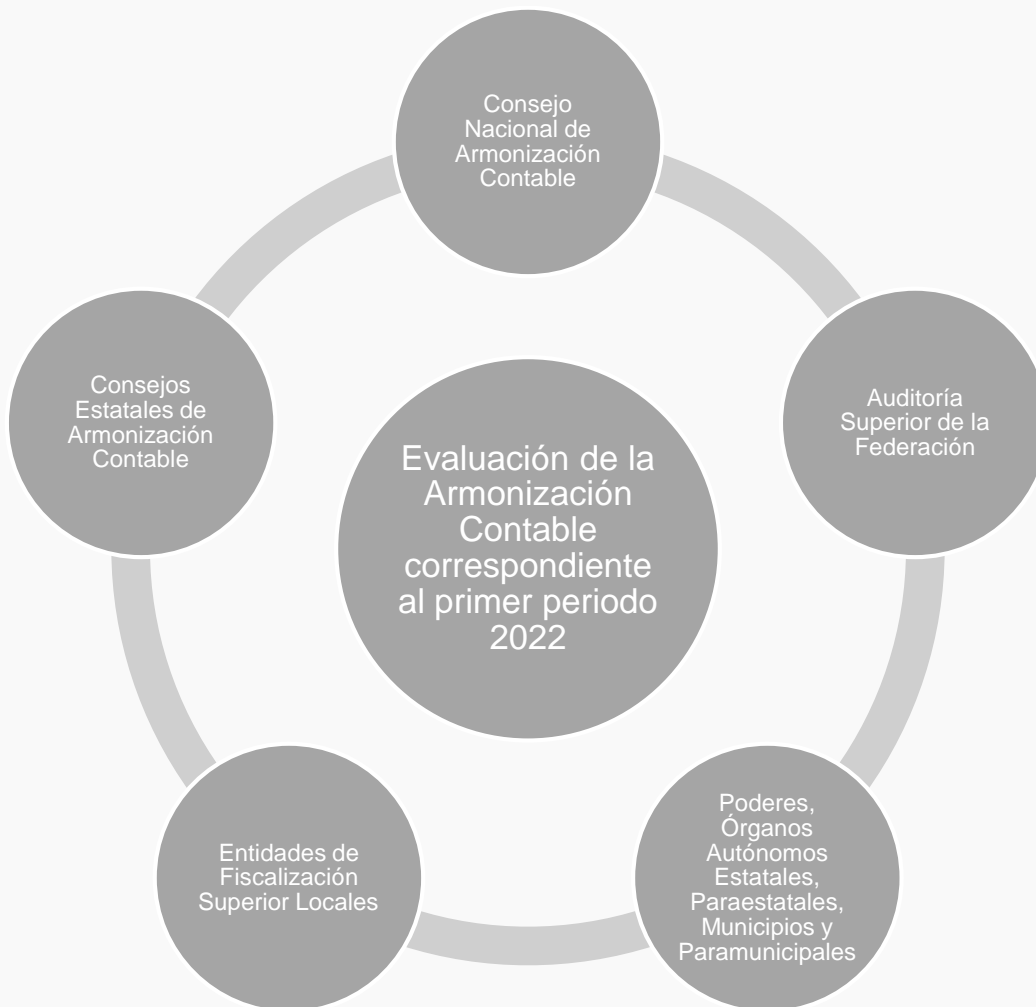 Consejo
Nacional de
Armonización
Contable
Auditoría
Superior de la
Federación
Poderes,
Órganos
Autónomos
Estatales,
Paraestatales,
Municipios y
Paramunicipales
Entidades de
Fiscalización
Superior Locales
Consejos
Estatales de
Armonización
Contable
Evaluación de la
Armonización
Contable
correspondiente
al primer periodo
2022